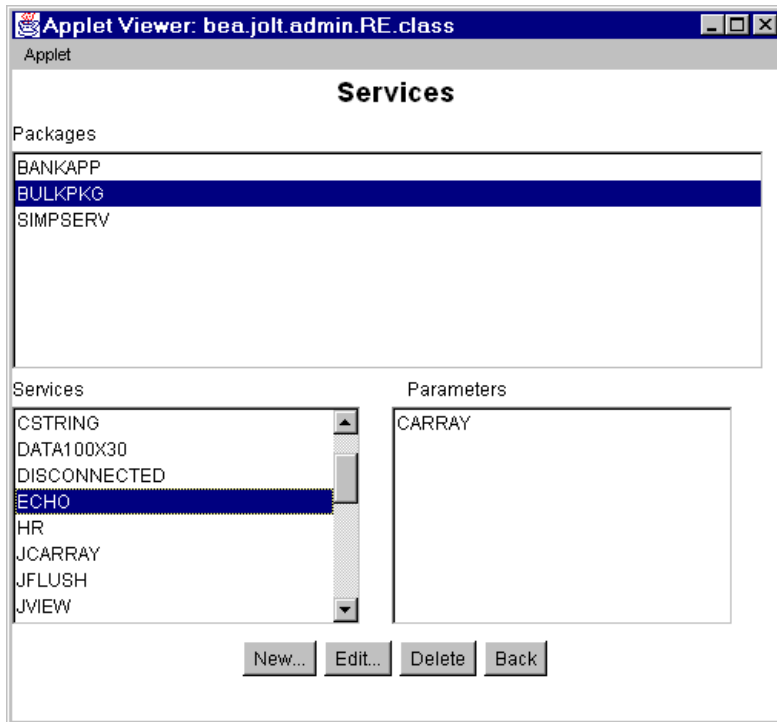 Applet Viewer: bea.jolt.admin.RE.class
Applet
Services
Packages
BANKAPP
BULKPKG
SIMPSERV
Services
Parameters
CSTRING
DATA100X30
DISCONNECTED
ECHO
HR
JCARRAY
JFLUSH
JVIEW
CARRAY
New... Edit... Delete Back